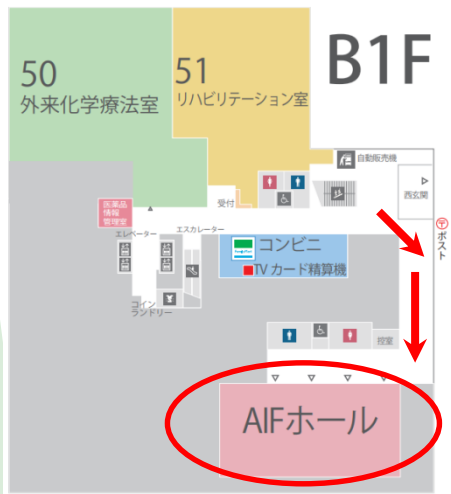 B1F
50
外来化学療法室
51
リハビリテーション室
自動販売機
西玄関
〒ポスト
受付
医薬品
情報
管理室
エレベーター
エスカレーター
コンビニ
TVカード精算機
コイン
ランドリー
控室
AIFホール